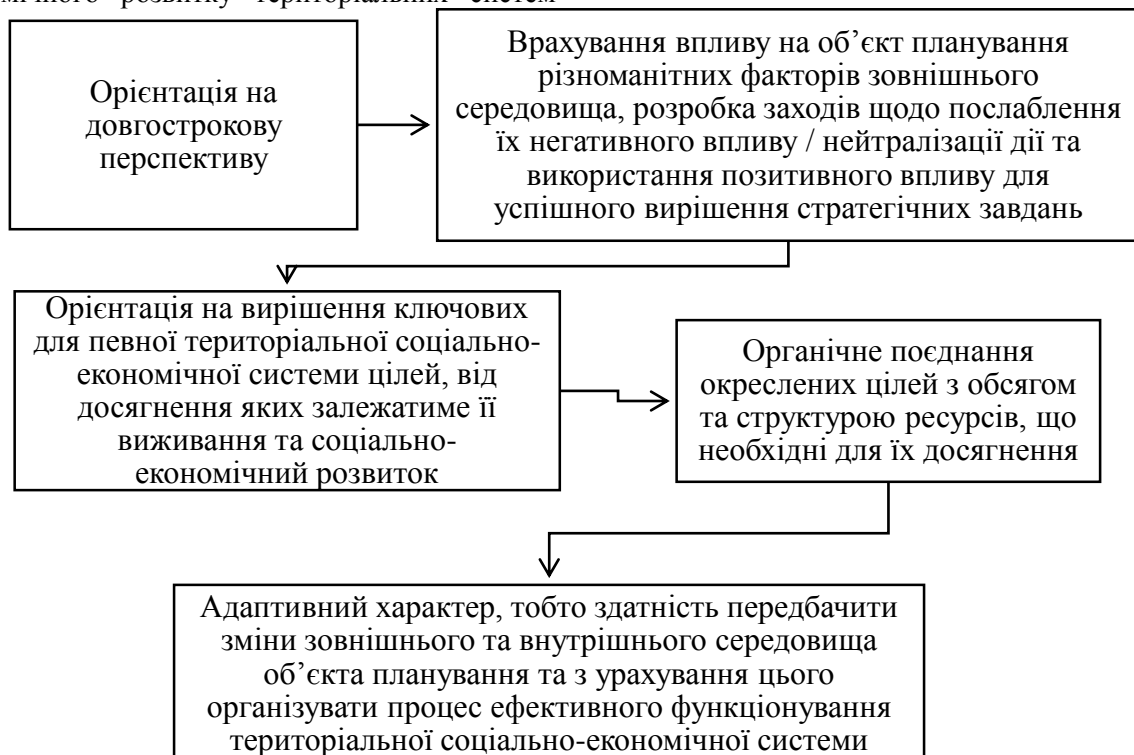 мічного розвитку територіальних систем
Орієнтація на
довгострокову
перспективу
Врахування впливу на об’єкт планування
різноманітних факторів зовнішнього
середовища, розробка заходів щодо послаблення
їх негативного впливу / нейтралізації дії та
використання позитивного впливу для
успішного вирішення стратегічних завдань
Орієнтація на вирішення ключових
для певної територіальної соціально-
економічної системи цілей, від
досягнення яких залежатиме її
виживання та соціально-
економічний розвиток
Органічне поєднання
окреслених цілей з обсягом
та структурою ресурсів, що
необхідні для їх досягнення
Адаптивний характер, тобто здатність передбачити
зміни зовнішнього та внутрішнього середовища
об’єкта планування та з урахування цього
організувати процес ефективного функціонування
територіальної соціально-економічної системи